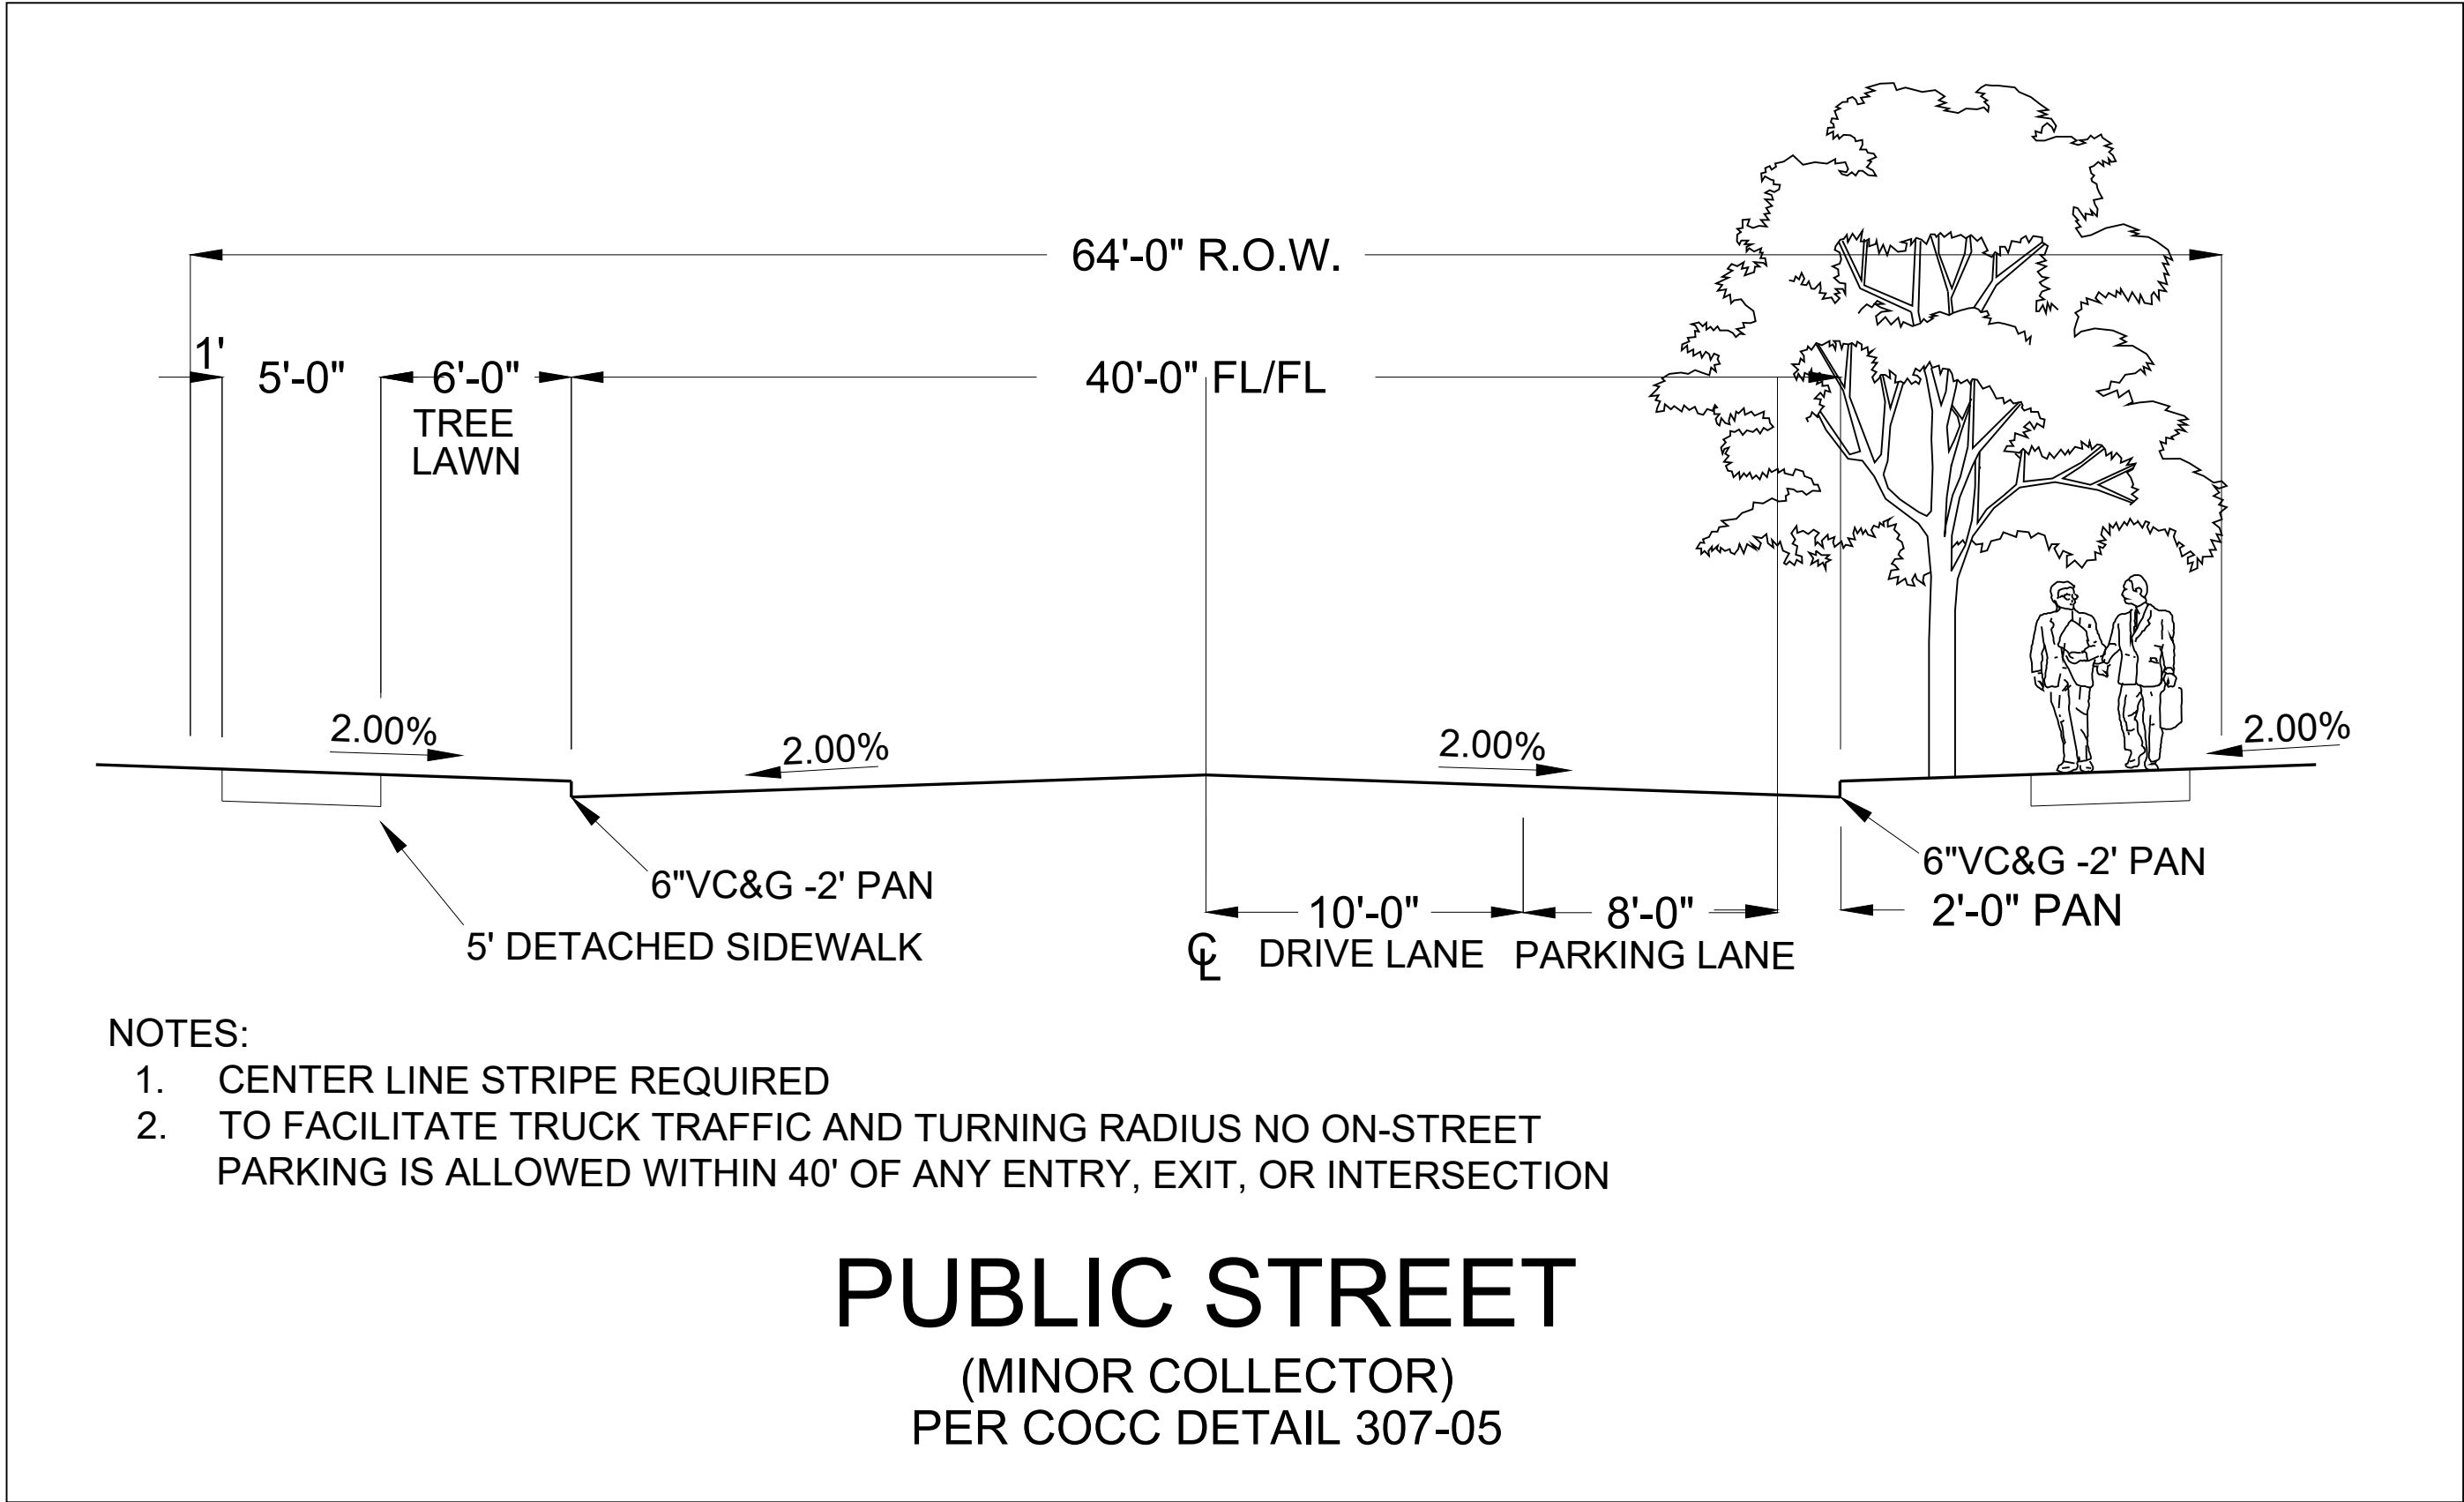 64'-0" R.O.W.
1'
5'-0"
6'-0"
TREE
LAWN
40'-0" FL/FL
2.00%
2.00%
2.00%
2.00%
6"VC&G -2' PAN
5' DETACHED SIDEWALK
6"VC&G -2' PAN
10'-0"
8'-0"
2'-0" PAN
CL
DRIVE LANE
PARKING LANE
NOTES:
1. CENTER LINE STRIPE REQUIRED
2. TO FACILITATE TRUCK TRAFFIC AND TURNING RADIUS NO ON-STREET
PARKING IS ALLOWED WITHIN 40' OF ANY ENTRY, EXIT, OR INTERSECTION
PUBLIC STREET
(MINOR COLLECTOR)
PER COCC DETAIL 307-05